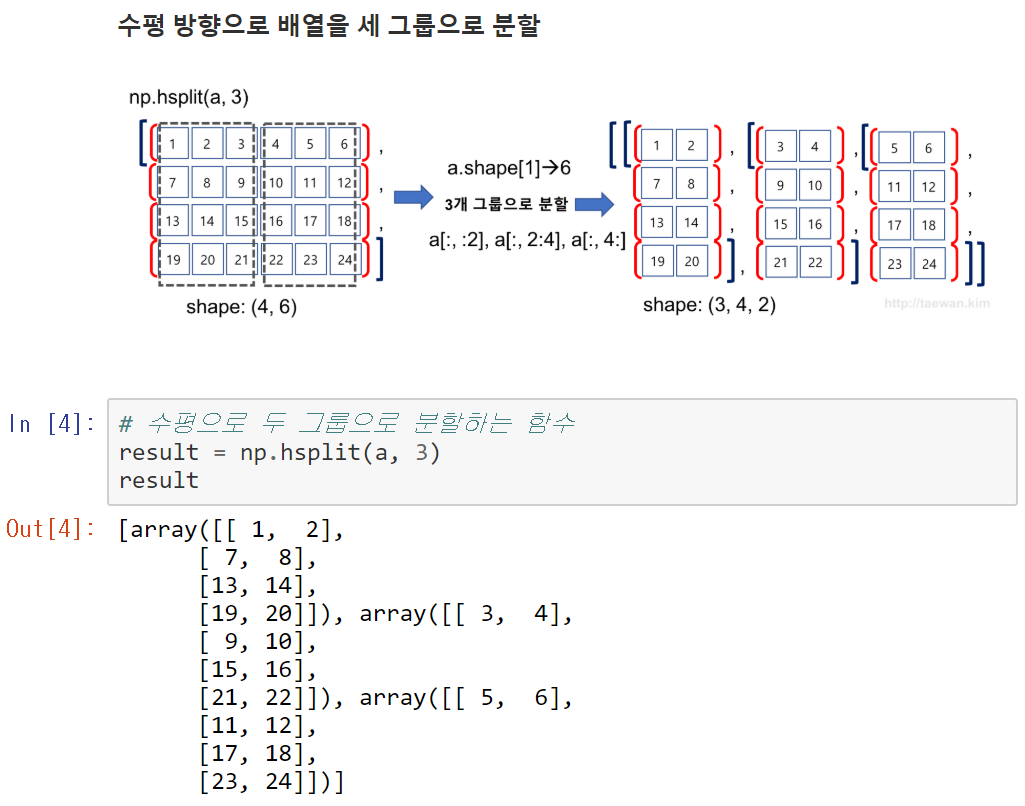 수평 방향으로 배열을 세 그룹으로 분할
np.hsplit(a, 3)
1 2 3 4 5 6 ,
7 8 9 10 11 12 ,
13 14 15 16 17 18 ,
19 20 21 22 23 24
shape: (4, 6)
a.shape[1]→6
3개 그룹으로 분할
a[:, :2], a[:, 2:4], a[:, 4:]
1 2 , 3 4 , 5 6 ,
7 8 , 9 10 , 11 12 ,
13 14 , 15 16 , 17 18 ,
19 20 , 21 22 , 23 24
shape: (3, 4, 2)
http://taewan.kim
In [4]:
# 수평으로 두 그룹으로 분할하는 함수
result = np.hsplit(a, 3)
result
Out[4]:
[array([[ 1,  2],
       [ 7,  8],
       [13, 14],
       [19, 20]]), array([[ 3,  4],
       [ 9, 10],
       [15, 16],
       [21, 22]]), array([[ 5,  6],
       [11, 12],
       [17, 18],
       [23, 24]])]